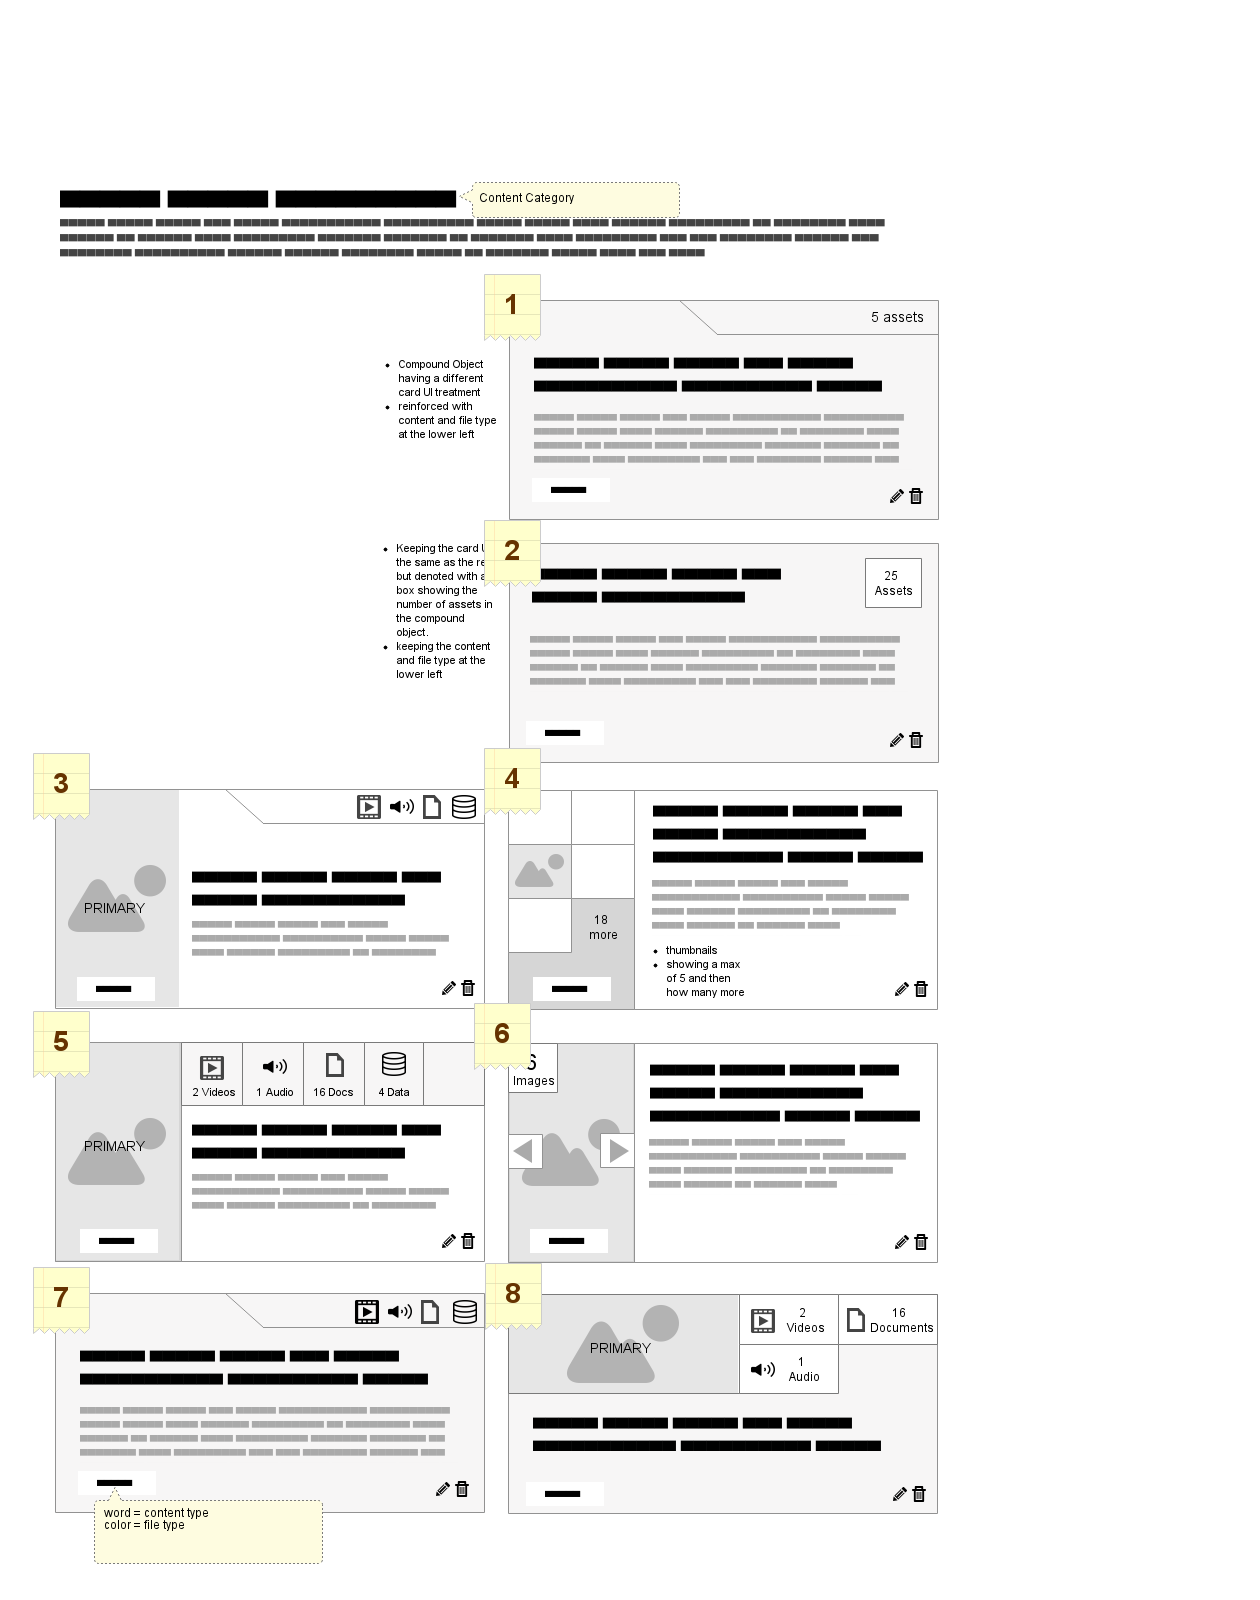 Content Category
1
5 assets
Compound Object
having a different
card UI treatment
reinforced with
content and file type
at the lower left
2
Keeping the card
the same as the
but denoted with a
box showing the
number of assets in
the compound
object.
keeping the content
and file type at the
lower left
25
Assets
3
PRIMARY
4
18
more
thumbnails
showing a max
of 5 and then
how many more
5
2 Videos
1 Audio
16 Docs
4 Data
PRIMARY
6
6
Images
7
word = content type
color = file type
8
PRIMARY
2
Videos
16
Documents
1
Audio